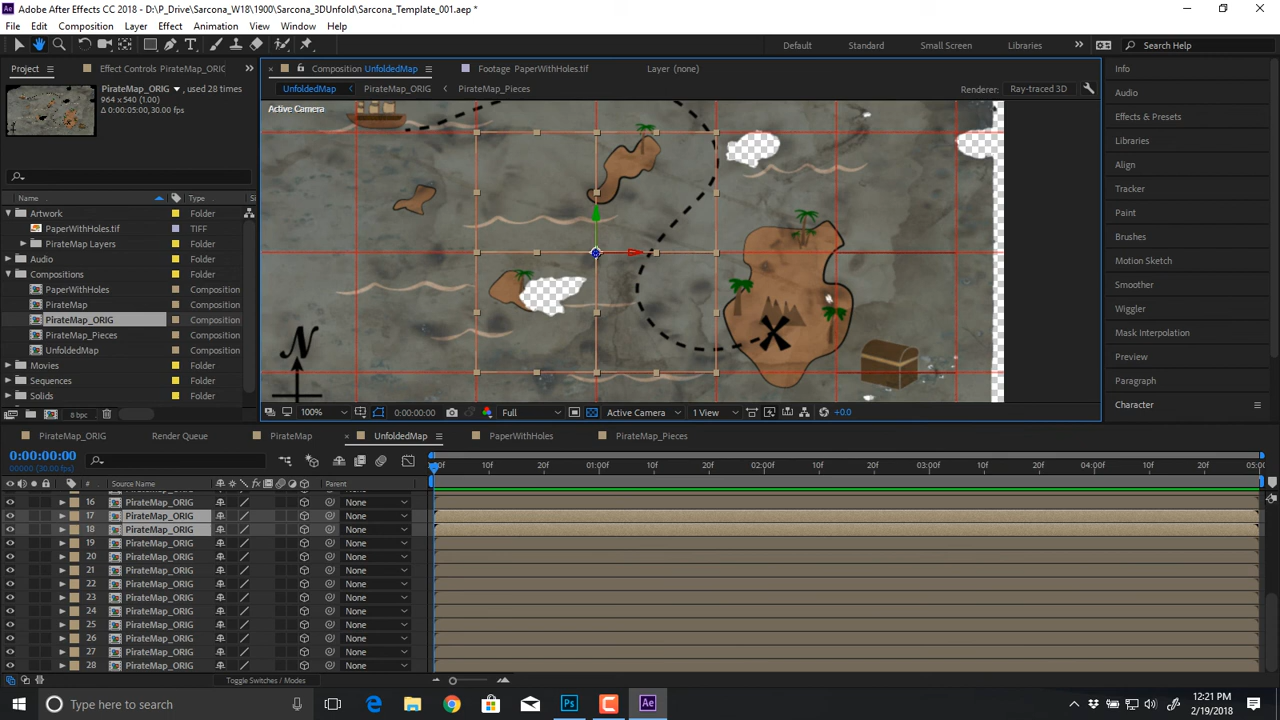 Adobe After Effects CC 2018 - D:\P_Drive\Sarcona_W18\1900\Sarcona_3DUnfold\Sarcona_Template_001.aep *
File Edit Composition Layer Effect Animation View Window Help
Default Standard Small Screen Libraries Search Help
Project Effect Controls PirateMap_ORIG
Composition UnfoldedMap Footage PaperWithHoles.tif Layer (none)
PirateMap_ORIG , used 28 times
964 x 540 (1.00)
Δ 0:00:05:00, 30.00 fps
UnfoldedMap PirateMap_ORIG PirateMap_Pieces Renderer: Ray-traced 3D
Active Camera
N
Name Type Si
Artwork Folder
PaperWithHoles.tif TIFF
PirateMap Layers Folder
Audio Folder
Compositions Folder
PaperWithHoles Composition
PirateMap Composition
PirateMap_ORIG Composition
PirateMap_Pieces Composition
UnfoldedMap Composition
Movies Folder
Sequences Folder
Solids Folder
8 bpc
100% 0:00:00:00 Full Active Camera 1 View +0.0
Info
Audio
Effects & Presets
Libraries
Align
Tracker
Paint
Brushes
Motion Sketch
Smoother
Wiggler
Mask Interpolation
Preview
Paragraph
Character
PirateMap_ORIG Render Queue PirateMap UnfoldedMap PaperWithHoles PirateMap_Pieces
0:00:00:00
00000 (30.00 fps)
10f 20f 01:00f 10f 20f 02:00f 10f 20f 03:00f 10f 20f 04:00f 10f 20f 05:00
# Source Name fx Parent
16 PirateMap_ORIG None
17 PirateMap_ORIG None
18 PirateMap_ORIG None
19 PirateMap_ORIG None
20 PirateMap_ORIG None
21 PirateMap_ORIG None
22 PirateMap_ORIG None
23 PirateMap_ORIG None
24 PirateMap_ORIG None
25 PirateMap_ORIG None
26 PirateMap_ORIG None
27 PirateMap_ORIG None
28 PirateMap_ORIG None
Toggle Switches / Modes
Type here to search
12:21 PM
2/19/2018
Ps
Ae